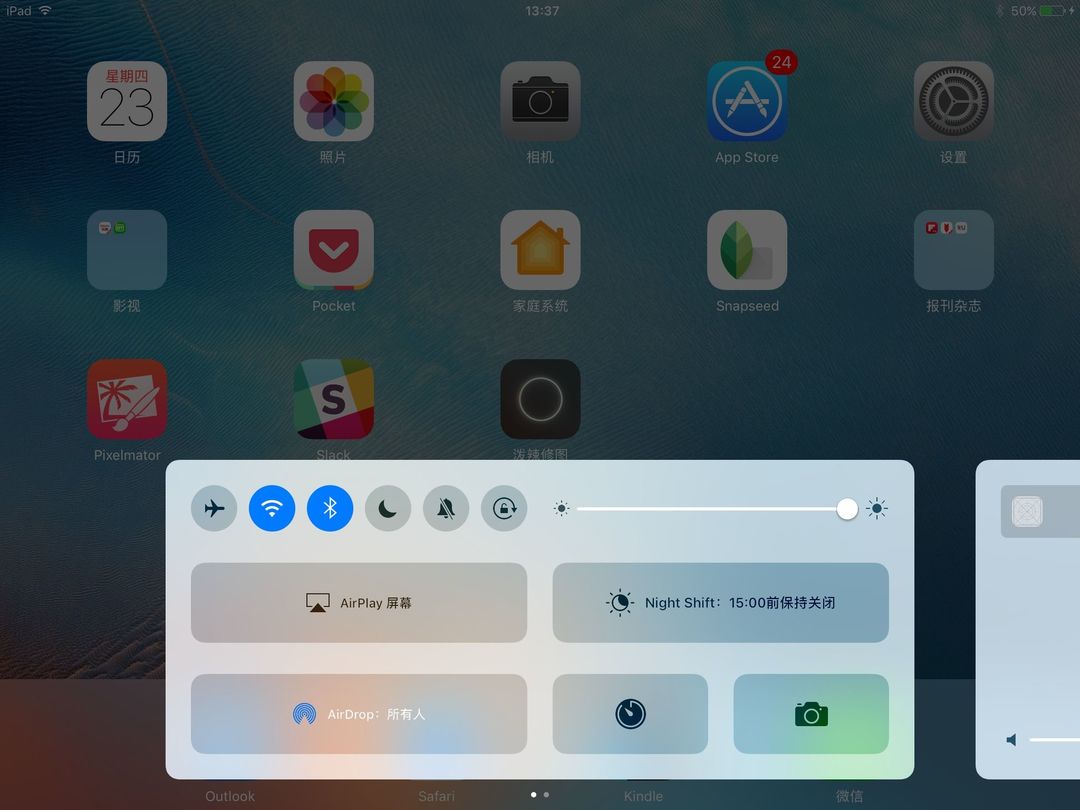 iPad
13:37
50%
星期四
23
24
日历
照片
相机
App Store
设置
影视
Pocket
家庭系统
Snapseed
报刊杂志
S
Pixelmator
Slack
泼辣修图
AirPlay 屏幕
Night Shift：15:00前保持关闭
AirDrop：所有人
Outlook
Safari
Kindle
微信